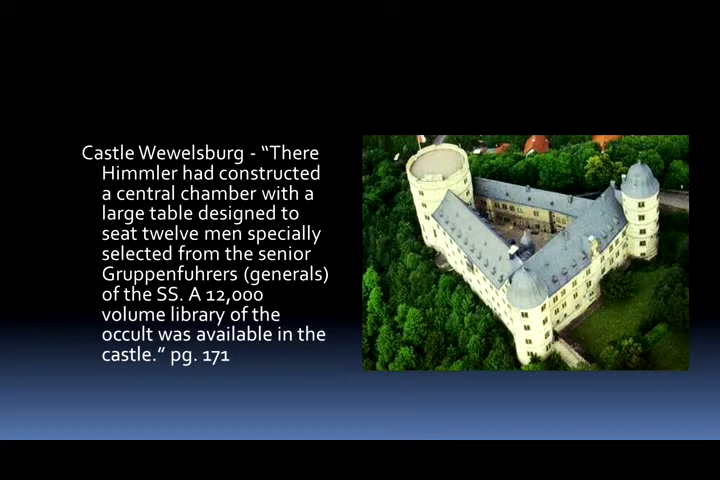 Castle Wewelsburg - “There
Himmler had constructed
a central chamber with a
large table designed to
seat twelve men specially
selected from the senior
Gruppenfuhrers (generals)
of the SS. A 12,000
volume library of the
occult was available in the
castle.” pg. 171